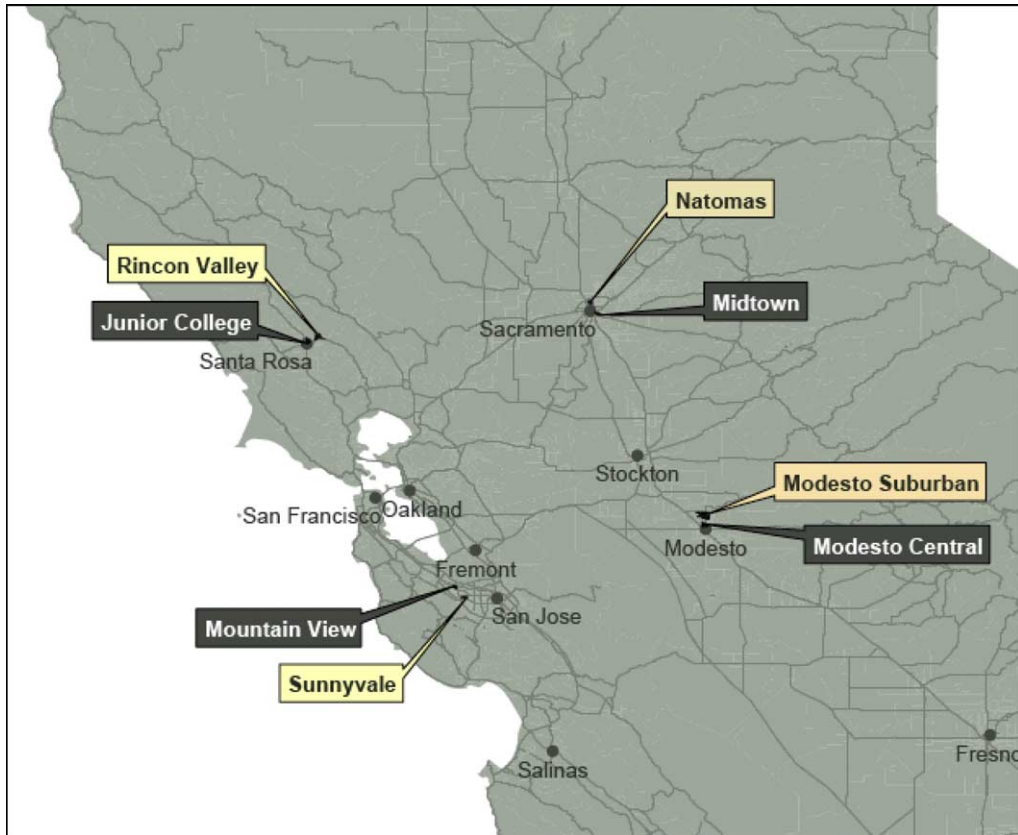 Natomas
Rincon Valley
Midtown
Junior College
Sacramento
Santa Rosa
Stockton
Modesto Suburban
San Francisco
Oakland
Modesto
Modesto Central
Fremont
San Jose
Mountain View
Sunnyvale
Fresno
Salinas